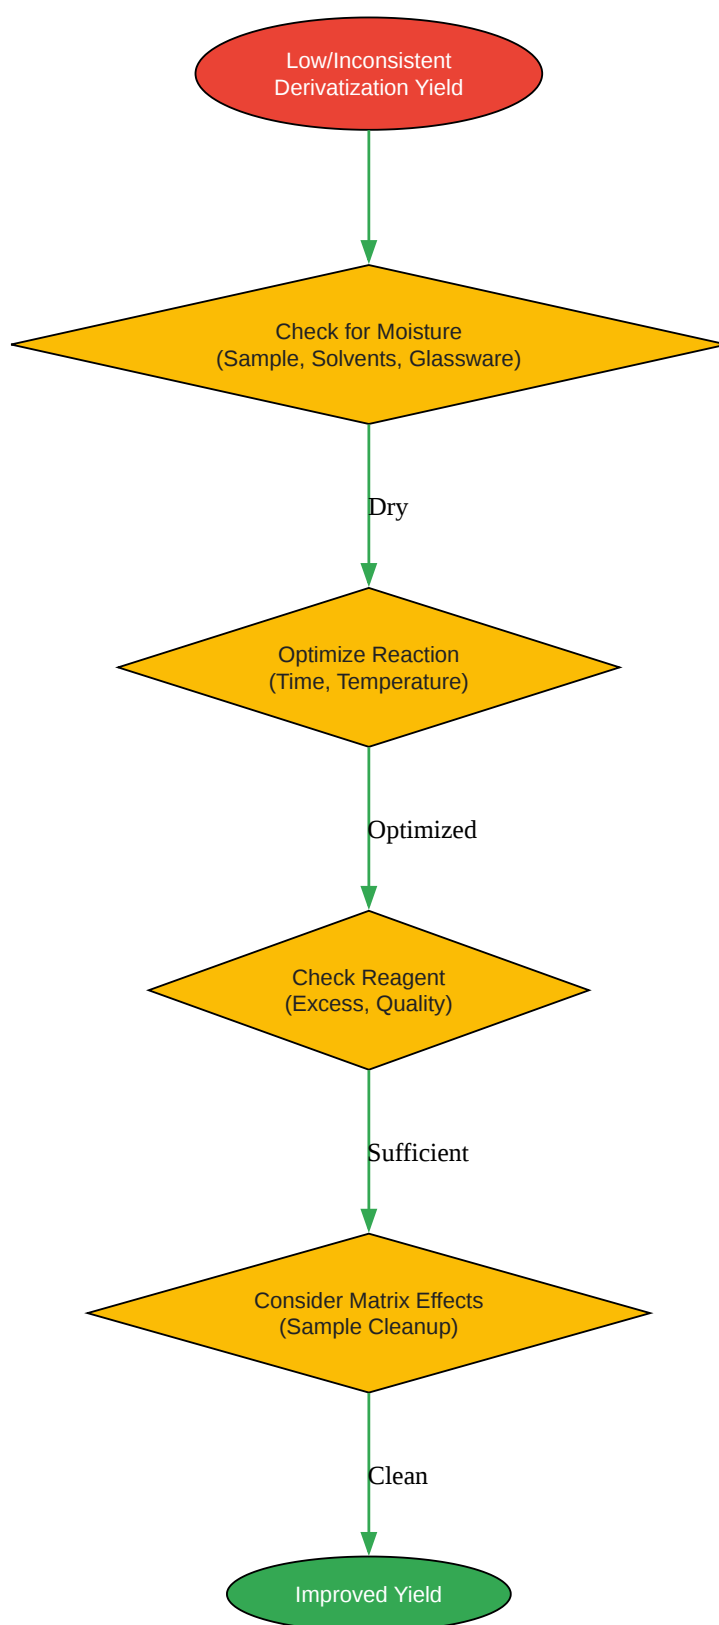 Low/Inconsistent
Derivatization Yield
Check for Moisture
(Sample, Solvents, Glassware)
Dry
Optimize Reaction
(Time, Temperature)
Optimized
Check Reagent
(Excess, Quality)
Sufficient
Consider Matrix Effects
(Sample Cleanup)
Clean
Improved Yield